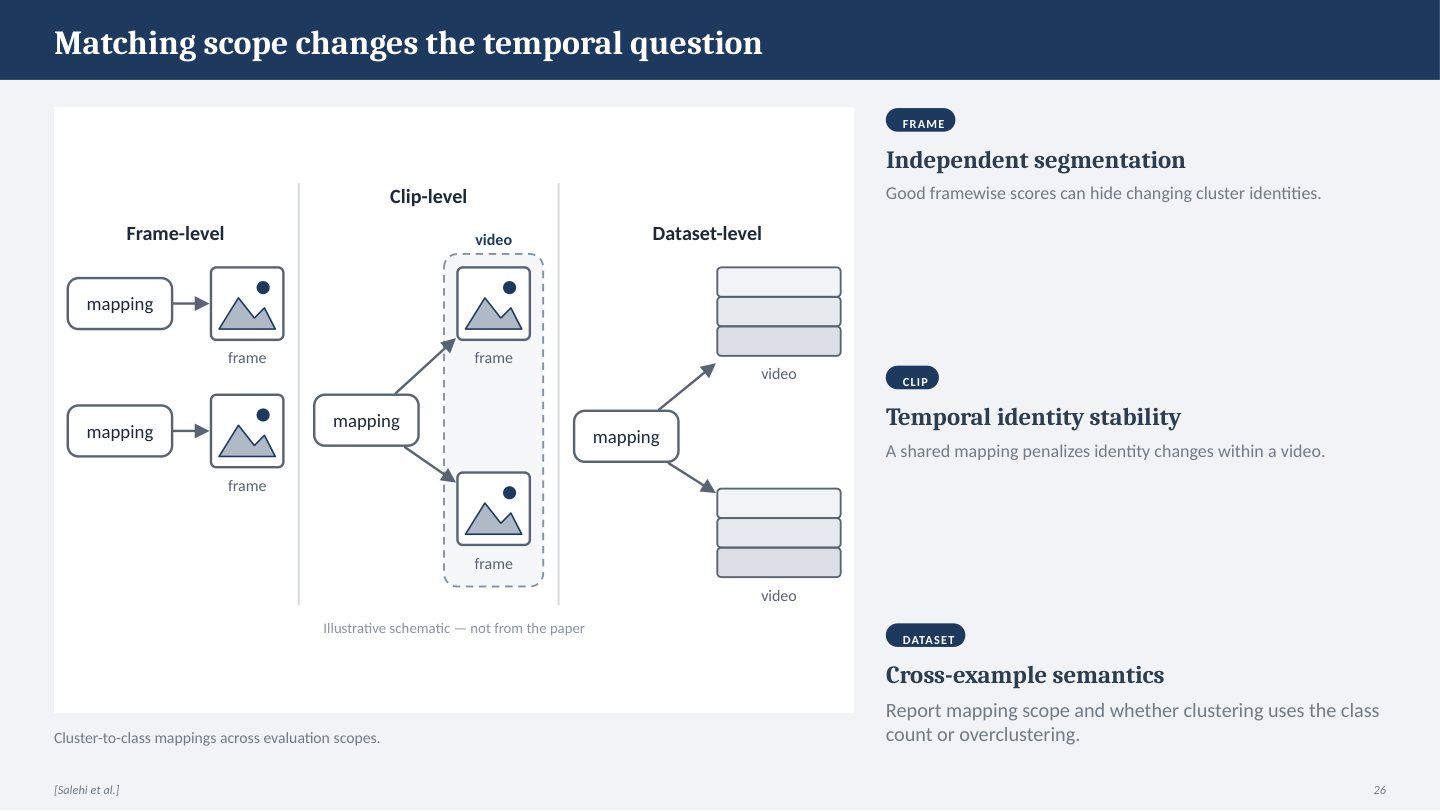 Matching scope changes the temporal question
Frame-level
mapping
frame
mapping
frame
Clip-level
video
frame
mapping
frame
Dataset-level
video
mapping
video
Illustrative schematic — not from the paper
Cluster-to-class mappings across evaluation scopes.
FRAME
Independent segmentation
Good framewise scores can hide changing cluster identities.
CLIP
Temporal identity stability
A shared mapping penalizes identity changes within a video.
DATASET
Cross-example semantics
Report mapping scope and whether clustering uses the class
count or overclustering.
[Salehi et al.]
26